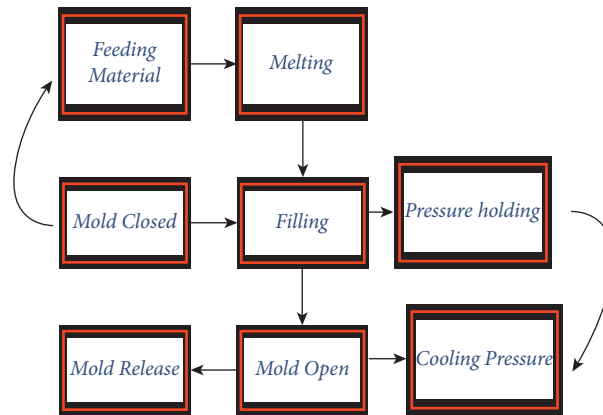 Feeding
Material
Melting
Mold Closed
Filling
Pressure holding
Mold Release
Mold Open
Cooling Pressure